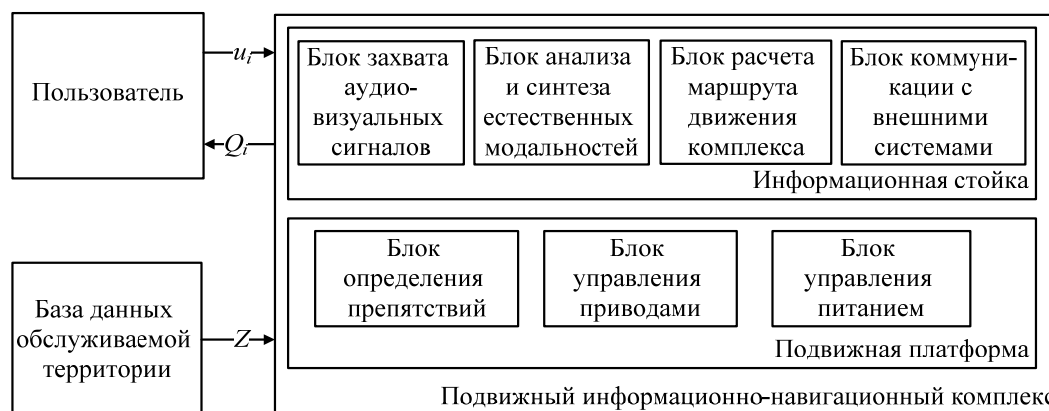 Пользователь
u_i
Q_i
Блок захвата
аудио-
визуальных
сигналов
Блок анализа
и синтеза
естественных
модальностей
Блок расчета
маршрута
движения
комплекса
Блок коммуни-
кации с
внешними
системами
Информационная стойка
База данных
обслуживаемой
территории
Z
Блок
определения
препятствий
Блок
управления
приводами
Блок
управления
питанием
Подвижная платформа
Подвижный информационно-навигационный комплекс